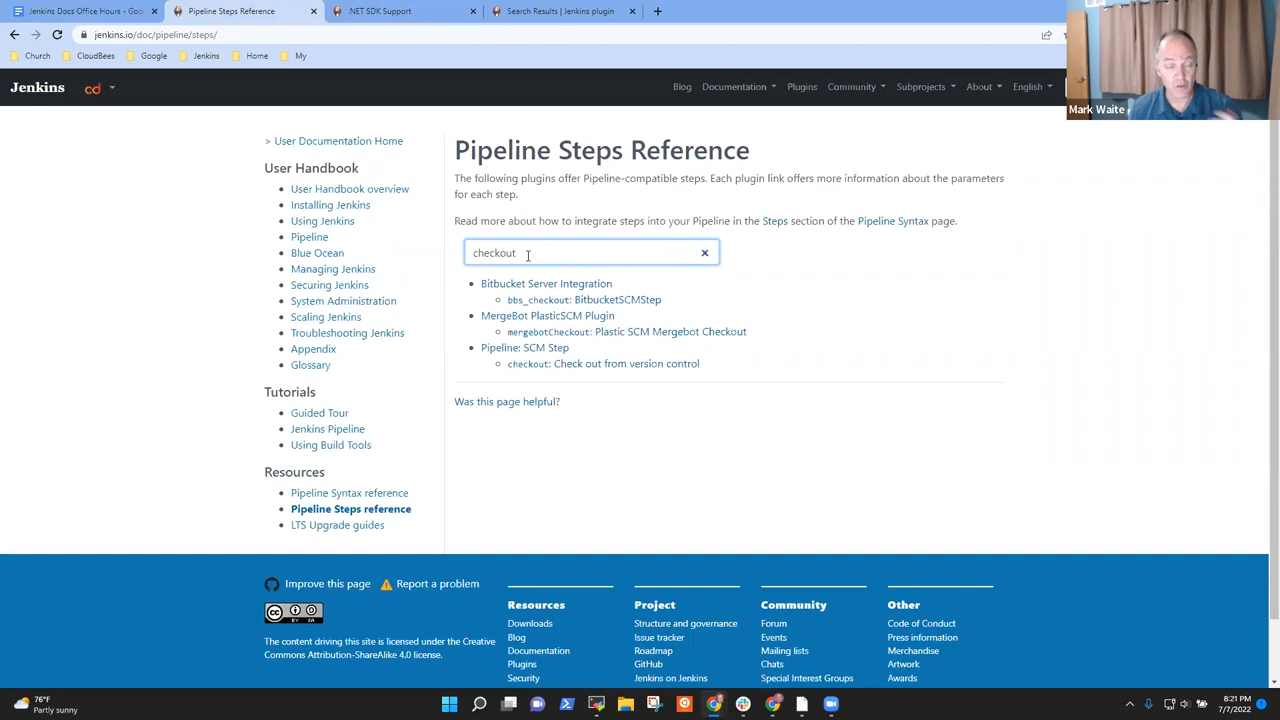 Jenkins Docs Office Hours - Goo
Pipeline Steps Reference
.NET SDK Support
Search Results | Jenkins plugin
jenkins.io/doc/pipeline/steps/
Church
CloudBees
Google
Jenkins
Home
My
Jenkins
cd
Blog
Documentation
Plugins
Community
Subprojects
About
English
Mark Waite
> User Documentation Home
User Handbook
User Handbook overview
Installing Jenkins
Using Jenkins
Pipeline
Blue Ocean
Managing Jenkins
Securing Jenkins
System Administration
Scaling Jenkins
Troubleshooting Jenkins
Appendix
Glossary
Tutorials
Guided Tour
Jenkins Pipeline
Using Build Tools
Resources
Pipeline Syntax reference
Pipeline Steps reference
LTS Upgrade guides
Pipeline Steps Reference
The following plugins offer Pipeline-compatible steps. Each plugin link offers more information about the parameters
for each step.
Read more about how to integrate steps into your Pipeline in the Steps section of the Pipeline Syntax page.
checkout
Bitbucket Server Integration
bbs_checkout: BitbucketSCMStep
MergeBot PlasticSCM Plugin
mergebotCheckout: Plastic SCM Mergebot Checkout
Pipeline: SCM Step
checkout: Check out from version control
Was this page helpful?
Improve this page
Report a problem
cc
BY SA
The content driving this site is licensed under the Creative
Commons Attribution-ShareAlike 4.0 license.
Resources
Downloads
Blog
Documentation
Plugins
Security
Project
Structure and governance
Issue tracker
Roadmap
GitHub
Jenkins on Jenkins
Community
Forum
Events
Mailing lists
Chats
Special Interest Groups
Other
Code of Conduct
Press information
Merchandise
Artwork
Awards
76°F
Partly sunny
8:21 PM
7/7/2022